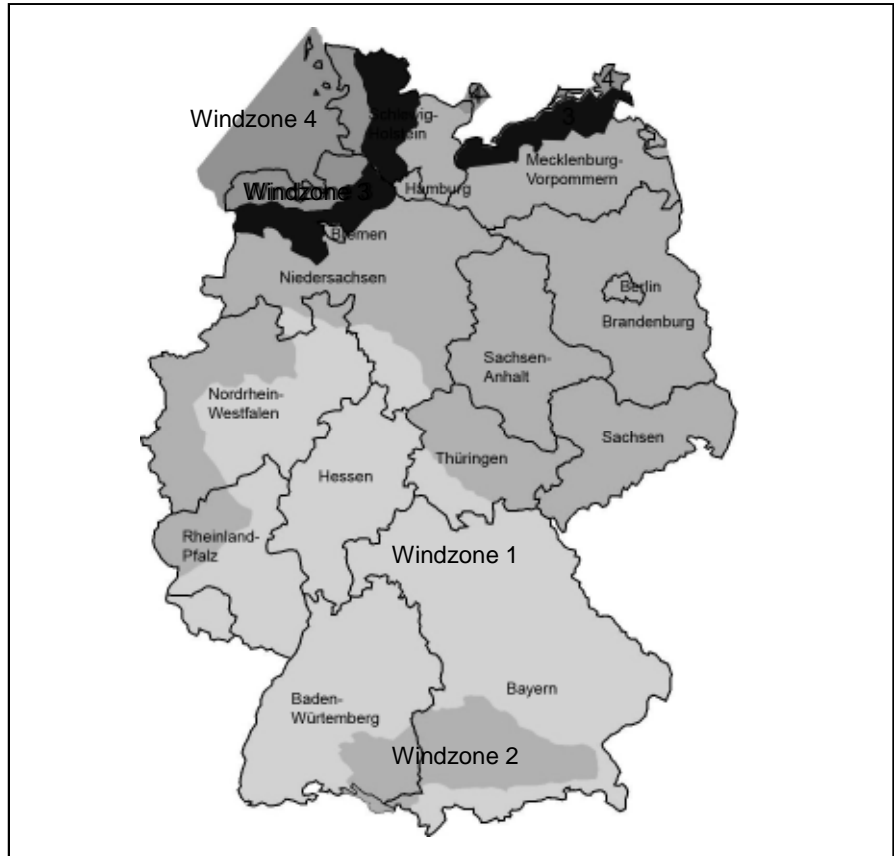 4
4
Windzone 4
Schleswig-
Holstein
3
Mecklenburg-
Vorpommern
Windzone 3
Hamburg
Bremen
Niedersachsen
Berlin
Brandenburg
Sachsen-
Anhalt
Nordrhein-
Westfalen
Sachsen
Thüringen
Hessen
Rheinland-
Pfalz
Windzone 1
Bayern
Baden-
Würtemberg
Windzone 2